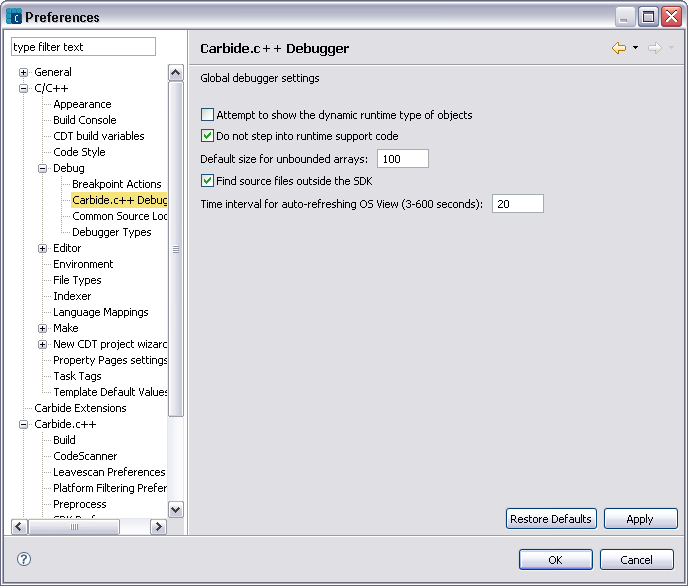 Preferences
type filter text
General
C/C++
Appearance
Build Console
CDT build variables
Code Style
Debug
Breakpoint Actions
Carbide.c++ Debug
Common Source Loc
Debugger Types
Editor
Environment
File Types
Indexer
Language Mappings
Make
New CDT project wizard
Property Pages settings
Task Tags
Template Default Values
Carbide Extensions
Carbide.c++
Build
CodeScanner
Leavescan Preferences
Platform Filtering Prefer
Preprocess
Carbide.c++ Debugger
Global debugger settings
Attempt to show the dynamic runtime type of objects
Do not step into runtime support code
Default size for unbounded arrays: 100
Find source files outside the SDK
Time interval for auto-refreshing OS View (3-600 seconds): 20
Restore Defaults
Apply
OK
Cancel